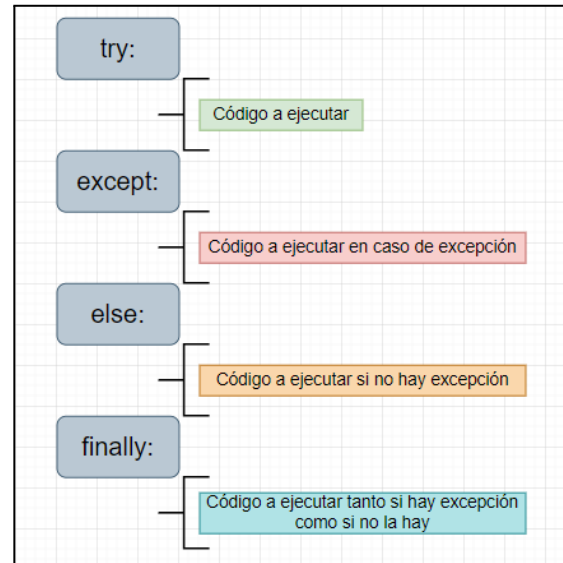 try:
Código a ejecutar
except:
Código a ejecutar en caso de excepción
else:
Código a ejecutar si no hay excepción
finally:
Código a ejecutar tanto si hay excepción
como si no la hay